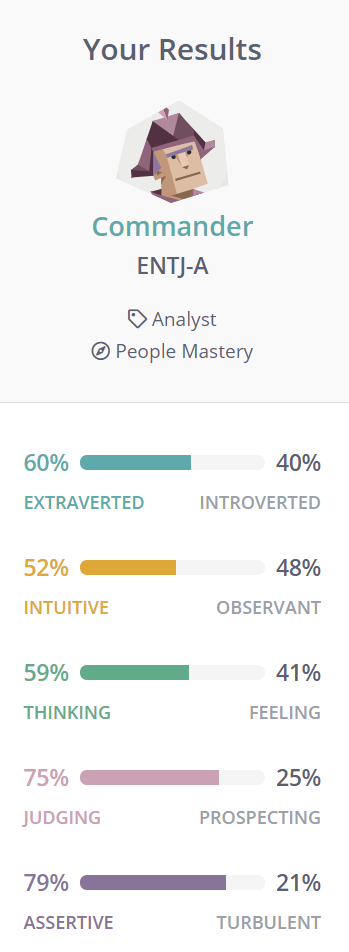 Your Results
Commander
ENTJ-A
Analyst
People Mastery
60% 40%
EXTRAVERTED INTROVERTED
52% 48%
INTUITIVE OBSERVANT
59% 41%
THINKING FEELING
75% 25%
JUDGING PROSPECTING
79% 21%
ASSERTIVE TURBULENT